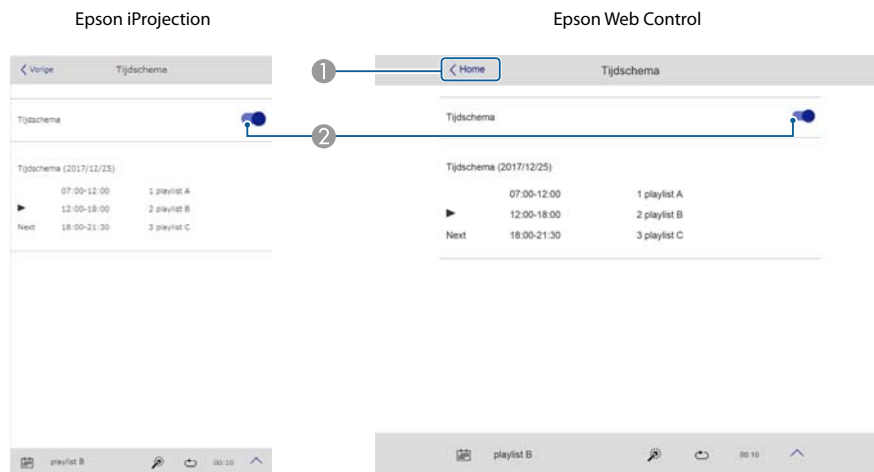 Epson iProjection
Vorige Tijdschema
Tijdschema
Tijdschema (2017/12/25)
07:00-12:00 1 playlist A
12:00-18:00 2 playlist B
Next 18:00-21:30 3 playlist C
playlist B 00:10
Epson Web Control
1
Home Tijdschema
Tijdschema
2
Tijdschema (2017/12/25)
07:00-12:00 1 playlist A
12:00-18:00 2 playlist B
Next 18:00-21:30 3 playlist C
playlist B 00:10